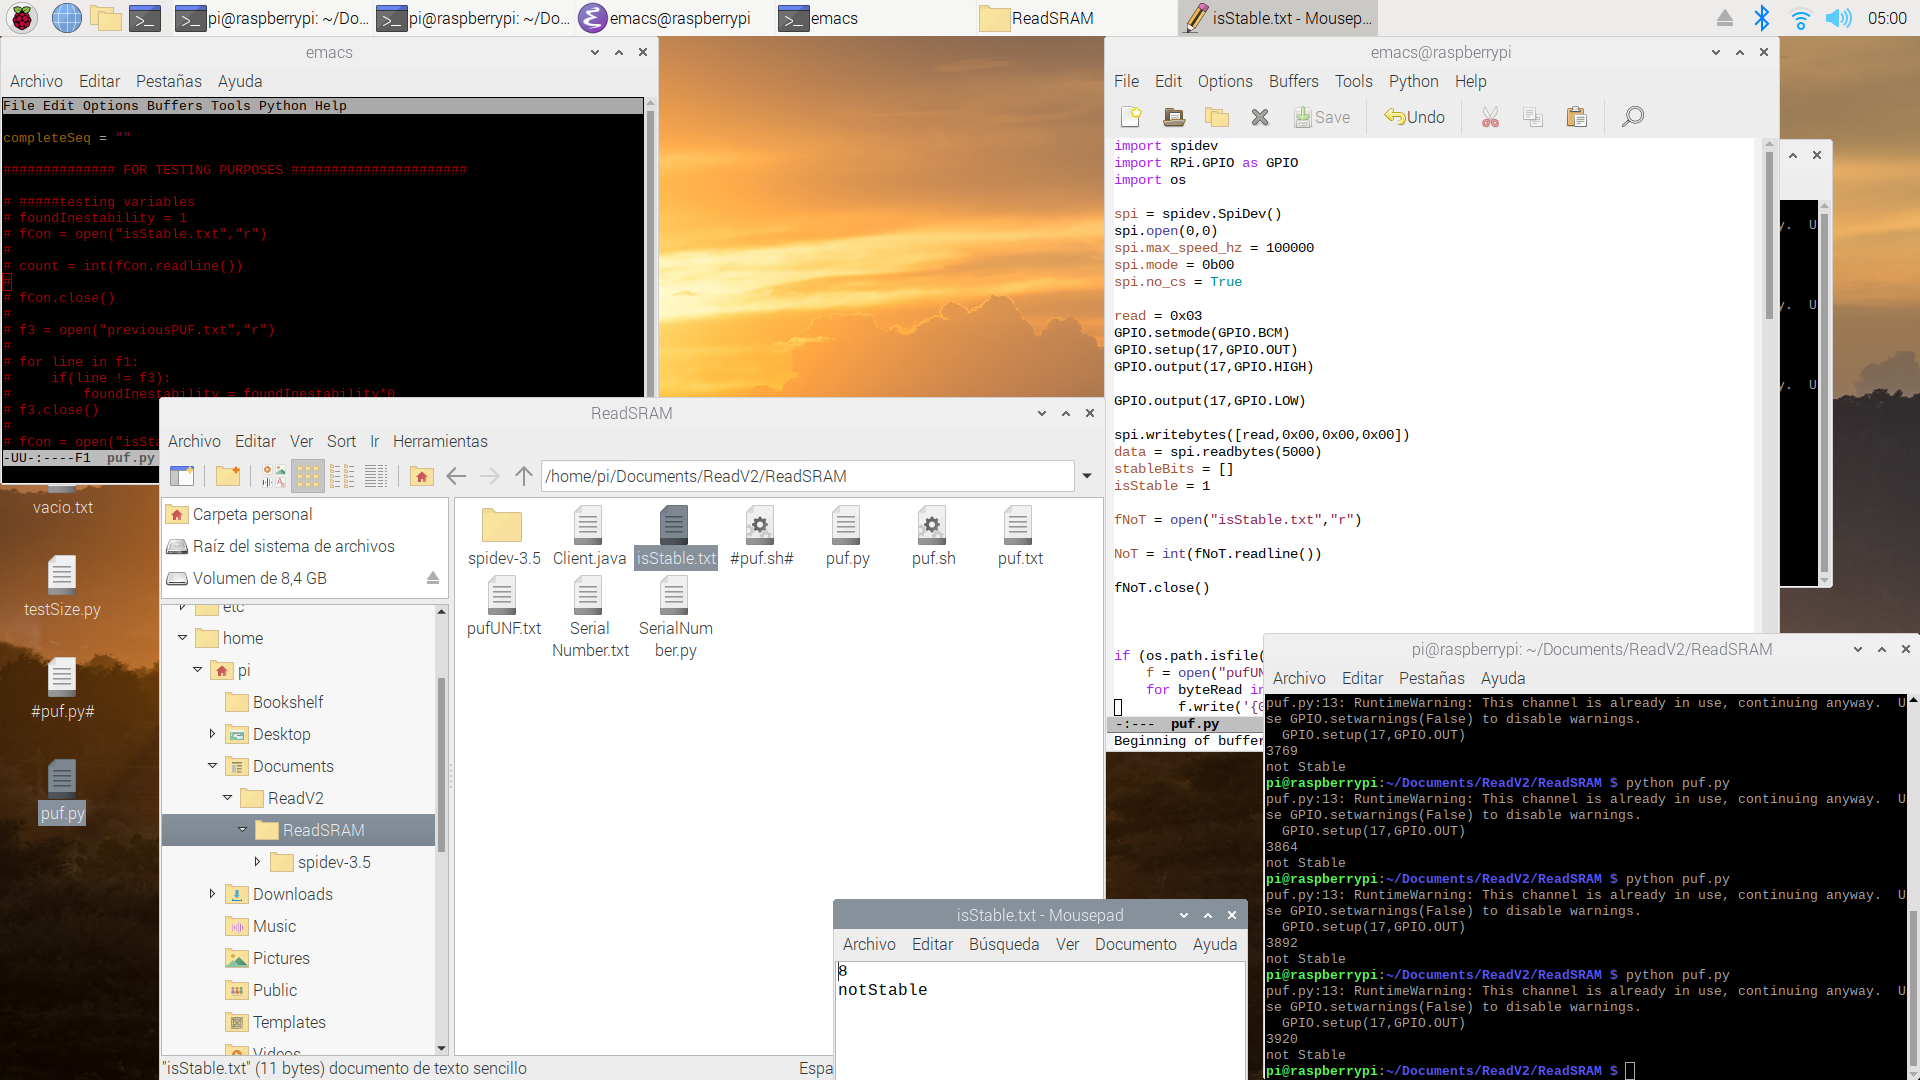 pi@raspberrypi: ~/Do...
pi@raspberrypi: ~/Do...
emacs@raspberrypi
emacs
ReadSRAM
isStable.txt - Mousep...
05:00
emacs
Archivo Editar Pestañas Ayuda
File Edit Options Buffers Tools Python Help
completeSeq = ""
############## FOR TESTING PURPOSES ######################
# #####testing variables
# foundInestability = 1
# fCon = open("isStable.txt","r")
#
# count = int(fCon.readline())
#
# fCon.close()
#
# f3 = open("previousPUF.txt","r")
#
# for line in f1:
#     if(line != f3):
#         foundInestability = foundInestability*0
# f3.close()
#
# fCon = open("isSta
-UU-:----F1  puf.py
vacio.txt
testSize.py
#puf.py#
puf.py
ReadSRAM
Archivo Editar Ver Sort Ir Herramientas
/home/pi/Documents/ReadV2/ReadSRAM
Carpeta personal
Raíz del sistema de archivos
Volumen de 8,4 GB
etc
home
pi
Bookshelf
Desktop
Documents
ReadV2
ReadSRAM
spidev-3.5
Downloads
Music
Pictures
Public
Templates
Videos
spidev-3.5 Client.java isStable.txt #puf.sh# puf.py puf.sh puf.txt
pufUNF.txt Serial Number.txt SerialNumber.py
"isStable.txt" (11 bytes) documento de texto sencillo
Espa
emacs@raspberrypi
File Edit Options Buffers Tools Python Help
Save Undo
import spidev
import RPi.GPIO as GPIO
import os
spi = spidev.SpiDev()
spi.open(0,0)
spi.max_speed_hz = 100000
spi.mode = 0b00
spi.no_cs = True
read = 0x03
GPIO.setmode(GPIO.BCM)
GPIO.setup(17,GPIO.OUT)
GPIO.output(17,GPIO.HIGH)
GPIO.output(17,GPIO.LOW)
spi.writebytes([read,0x00,0x00,0x00])
data = spi.readbytes(5000)
stableBits = []
isStable = 1
fNoT = open("isStable.txt","r")
NoT = int(fNoT.readline())
fNoT.close()
if (os.path.isfile(
    f = open("pufUN
    for byteRead in
        f.write('{0
-:---  puf.py
Beginning of buffer
y.  U
y.  U
y.  U
isStable.txt - Mousepad
Archivo Editar Búsqueda Ver Documento Ayuda
8
notStable
pi@raspberrypi: ~/Documents/ReadV2/ReadSRAM
Archivo Editar Pestañas Ayuda
puf.py:13: RuntimeWarning: This channel is already in use, continuing anyway.  U
se GPIO.setwarnings(False) to disable warnings.
  GPIO.setup(17,GPIO.OUT)
3769
not Stable
pi@raspberrypi:~/Documents/ReadV2/ReadSRAM $ python puf.py
puf.py:13: RuntimeWarning: This channel is already in use, continuing anyway.  U
se GPIO.setwarnings(False) to disable warnings.
  GPIO.setup(17,GPIO.OUT)
3864
not Stable
pi@raspberrypi:~/Documents/ReadV2/ReadSRAM $ python puf.py
puf.py:13: RuntimeWarning: This channel is already in use, continuing anyway.  U
se GPIO.setwarnings(False) to disable warnings.
  GPIO.setup(17,GPIO.OUT)
3892
not Stable
pi@raspberrypi:~/Documents/ReadV2/ReadSRAM $ python puf.py
puf.py:13: RuntimeWarning: This channel is already in use, continuing anyway.  U
se GPIO.setwarnings(False) to disable warnings.
  GPIO.setup(17,GPIO.OUT)
3920
not Stable
pi@raspberrypi:~/Documents/ReadV2/ReadSRAM $